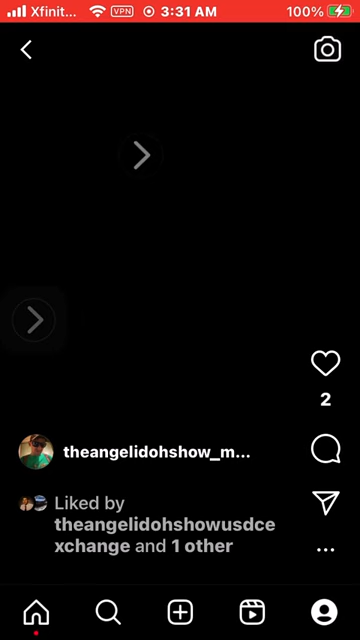 Xfinit... VPN 3:31 AM 100%
2
theangelidohshow_m...
Liked by
theangelidohshowusdce
xchange and 1 other